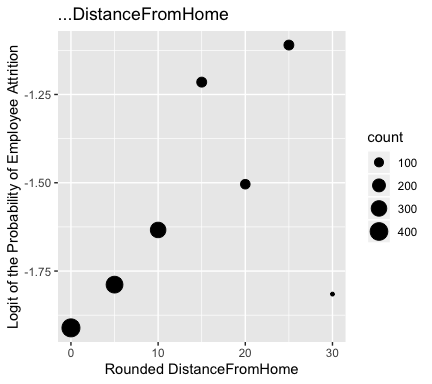 ...DistanceFromHome
Logit of the Probability of Employee Attrition
-1.25
-1.50
-1.75
0
10
20
30
Rounded DistanceFromHome
count
100
200
300
400